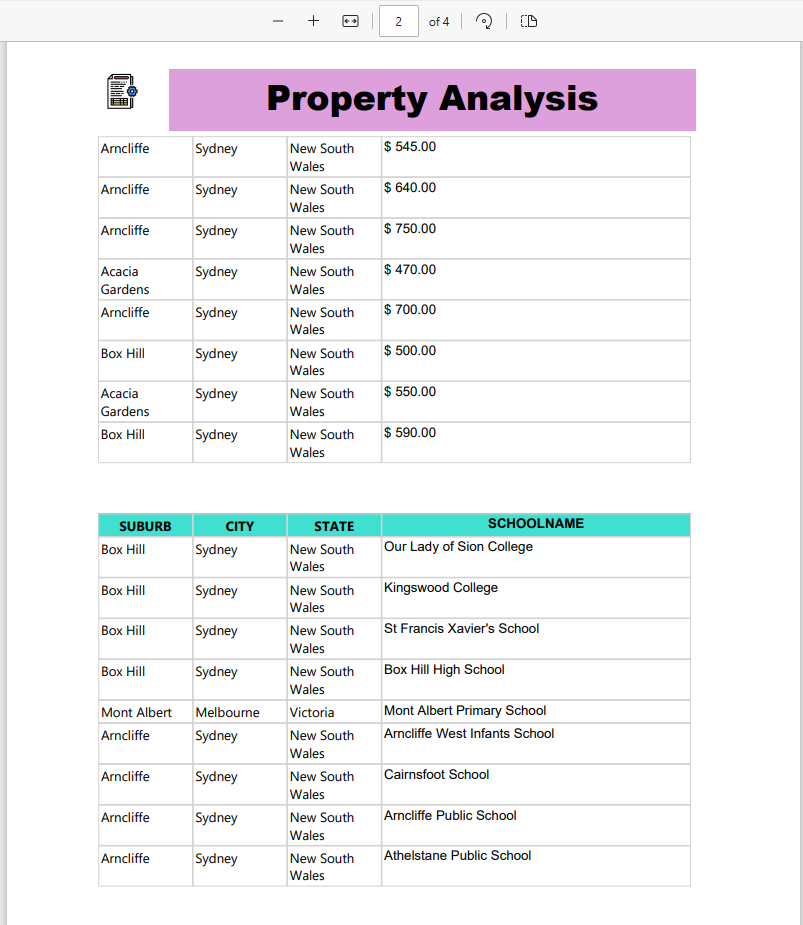 2 of 4
Property Analysis
Arncliffe Sydney New South Wales $ 545.00
Arncliffe Sydney New South Wales $ 640.00
Arncliffe Sydney New South Wales $ 750.00
Acacia Gardens Sydney New South Wales $ 470.00
Arncliffe Sydney New South Wales $ 700.00
Box Hill Sydney New South Wales $ 500.00
Acacia Gardens Sydney New South Wales $ 550.00
Box Hill Sydney New South Wales $ 590.00
SUBURB CITY STATE SCHOOLNAME
Box Hill Sydney New South Wales Our Lady of Sion College
Box Hill Sydney New South Wales Kingswood College
Box Hill Sydney New South Wales St Francis Xavier's School
Box Hill Sydney New South Wales Box Hill High School
Mont Albert Melbourne Victoria Mont Albert Primary School
Arncliffe Sydney New South Wales Arncliffe West Infants School
Arncliffe Sydney New South Wales Cairnsfoot School
Arncliffe Sydney New South Wales Arncliffe Public School
Arncliffe Sydney New South Wales Athelstane Public School